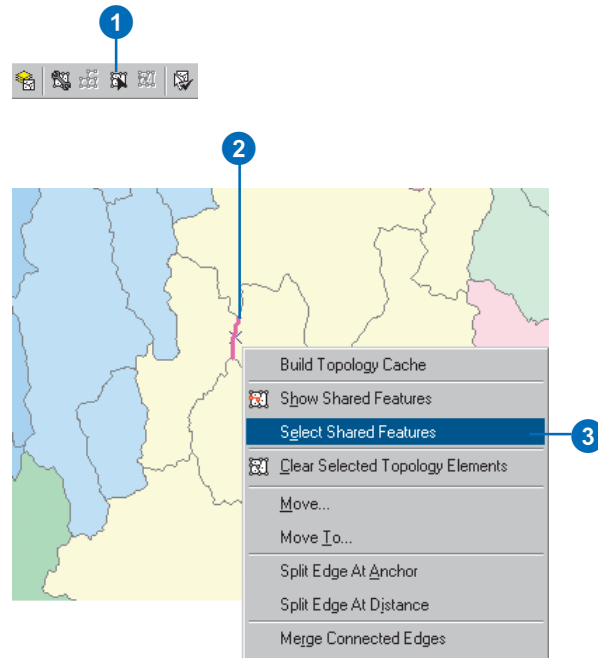 1
2
Build Topology Cache
Show Shared Features
Select Shared Features
3
Clear Selected Topology Elements
Move...
Move To...
Split Edge At Anchor
Split Edge At Distance
Merge Connected Edges